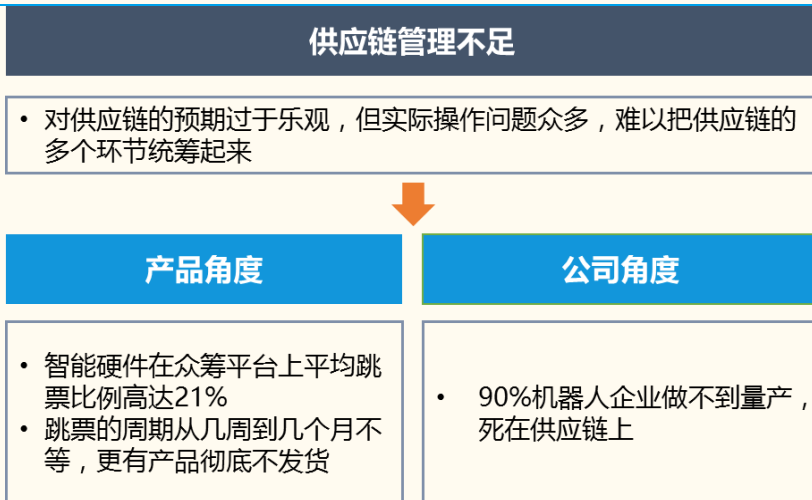 供应链管理不足
• 对供应链的预期过于乐观，但实际操作问题众多，难以把供应链的
多个环节统筹起来
产品角度
公司角度
• 智能硬件在众筹平台上平均跳
票比例高达21%
• 跳票的周期从几周到几个月不
等，更有产品彻底不发货
• 90%机器人企业做不到量产，
死在供应链上